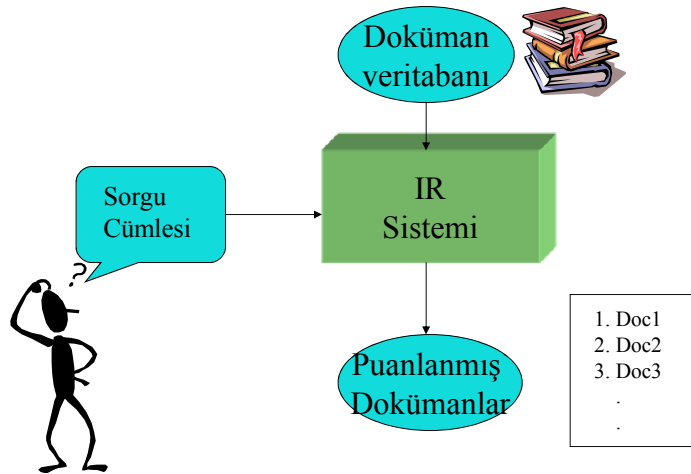 Doküman
veritabanı
IR
Sistemi
Sorgu
Cümlesi
?
Puanlanmış
Dokümanlar
1. Doc1
2. Doc2
3. Doc3
.
.